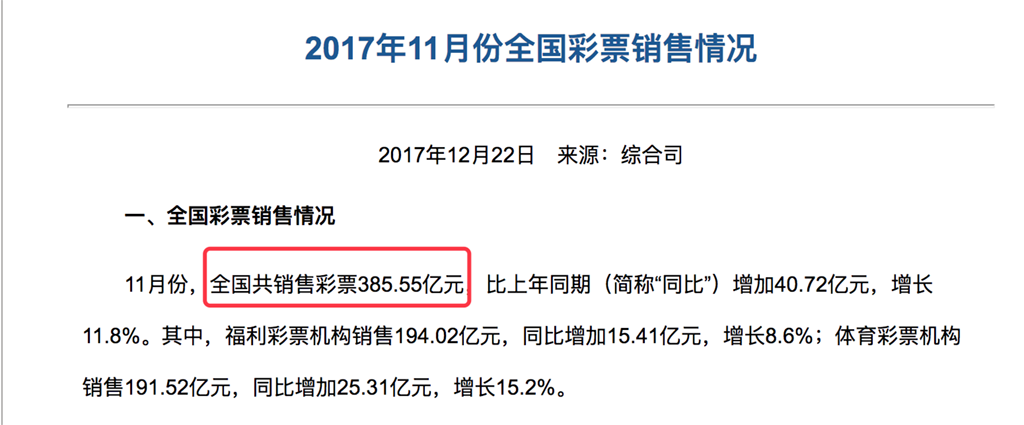 2017年11月份全国彩票销售情况
2017年12月22日 来源：综合司
一、全国彩票销售情况
11月份，全国共销售彩票385.55亿元，比上年同期（简称“同比”）增加40.72亿元，增长
11.8%。其中，福利彩票机构销售194.02亿元，同比增加15.41亿元，增长8.6%；体育彩票机构
销售191.52亿元，同比增加25.31亿元，增长15.2%。